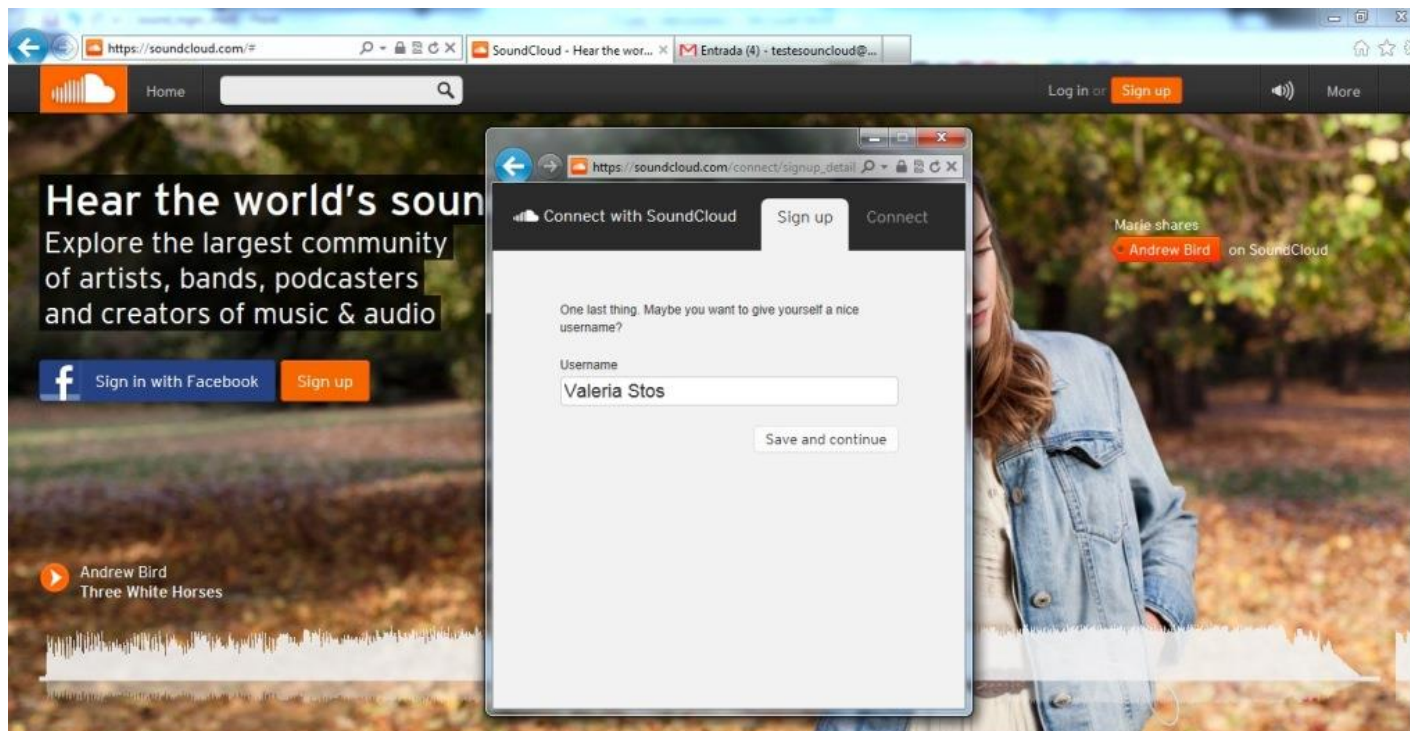 https://soundcloud.com/#
SoundCloud - Hear the wor...
Entrada (4) - testesouncloud@...
Home
Log in or Sign up
More
Hear the world's soun
Explore the largest community
of artists, bands, podcasters
and creators of music & audio
Sign in with Facebook
Sign up
https://soundcloud.com/connect/signup_detail
Connect with SoundCloud
Sign up
Connect
One last thing. Maybe you want to give yourself a nice
username?
Username
Valeria Stos
Save and continue
Marie shares
Andrew Bird on SoundCloud
Andrew Bird
Three White Horses